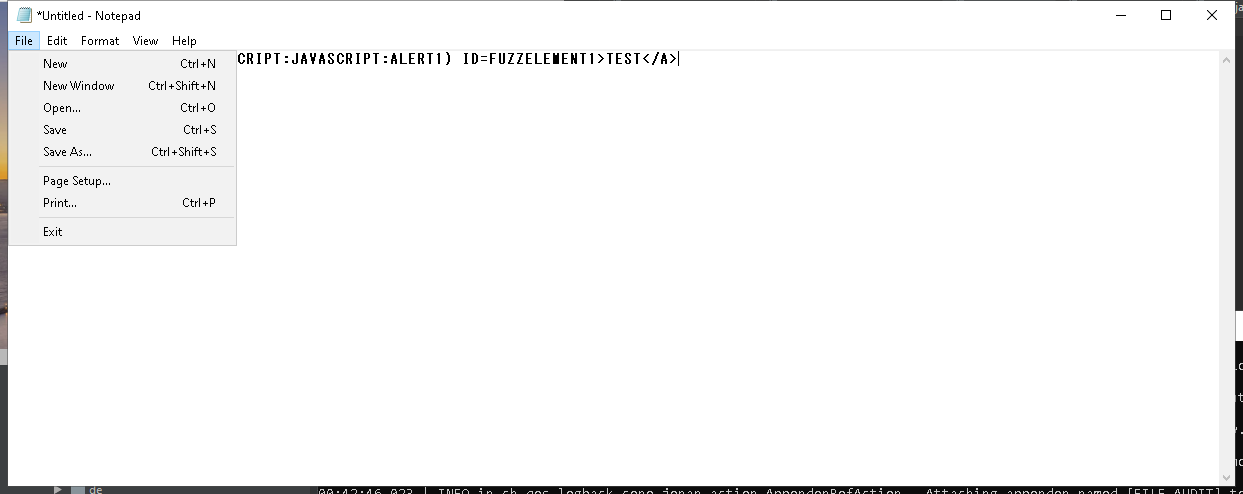 *Untitled - Notepad
File Edit Format View Help
CRIPT:JAVASCRIPT:ALERT1) ID=FUZZELEMENT1>TEST</A>
New Ctrl+N
New Window Ctrl+Shift+N
Open... Ctrl+O
Save Ctrl+S
Save As... Ctrl+Shift+S
Page Setup...
Print... Ctrl+P
Exit
de
00:42:46.023 | INFO in ch.qos.logback.core.joran.action.AppenderRefAction - Attaching appender named [FILE_AUDIT] t